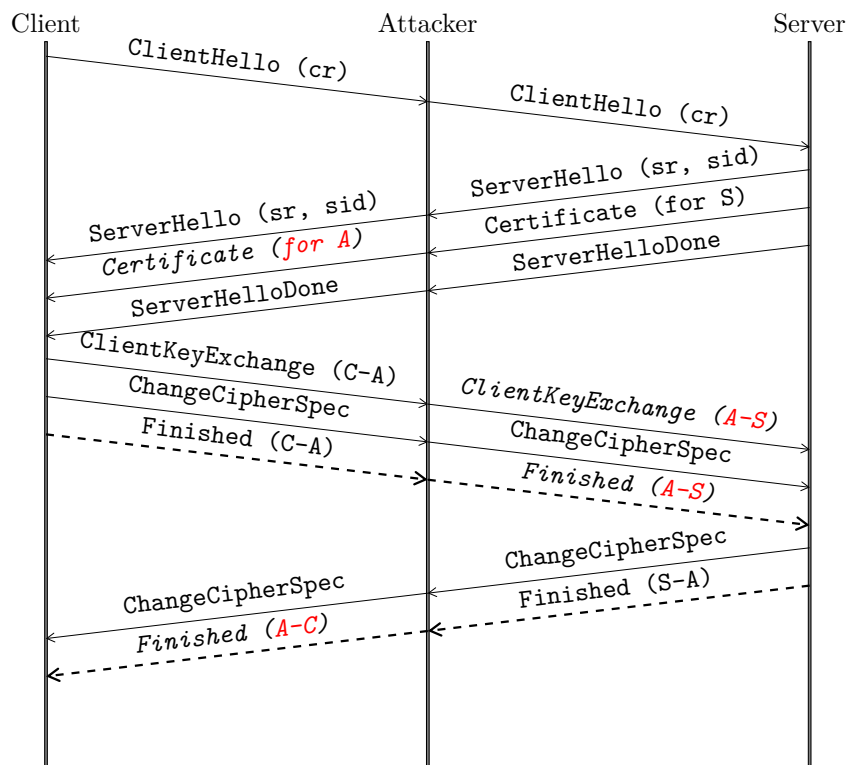 Client Attacker Server
ClientHello (cr)
ClientHello (cr)
ServerHello (sr, sid)
Certificate (for S)
ServerHelloDone
ServerHello (sr, sid)
Certificate (for A)
ServerHelloDone
ClientKeyExchange (C-A)
ChangeCipherSpec
Finished (C-A)
ClientKeyExchange (A-S)
ChangeCipherSpec
Finished (A-S)
ChangeCipherSpec
Finished (S-A)
ChangeCipherSpec
Finished (A-C)